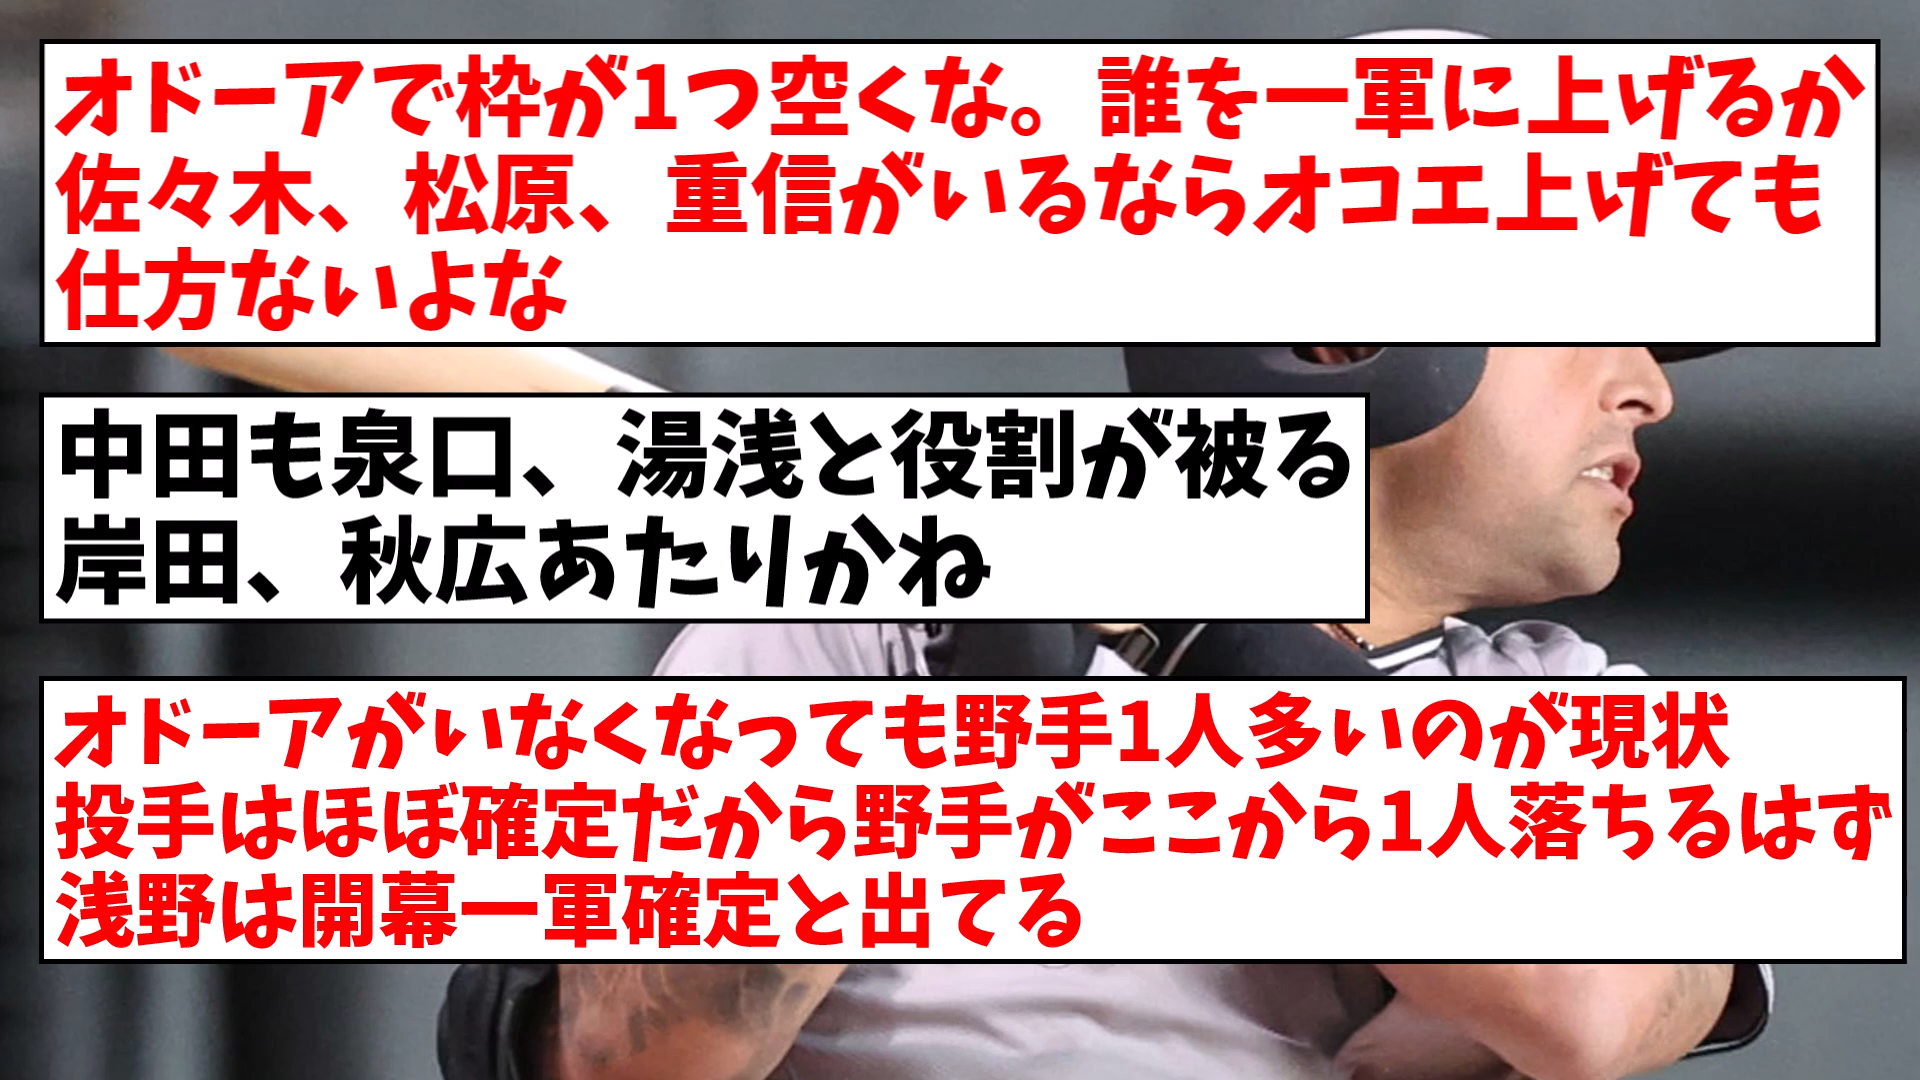 オドーアで枠が1つ空くな。誰を一軍に上げるか
佐々木、松原、重信がいるならオコエ上げても
仕方ないよな
中田も泉口、湯浅と役割が被る
岸田、秋広あたりかね
オドーアがいなくなっても野手1人多いのが現状
投手はほぼ確定だから野手がここから1人落ちるはず
浅野は開幕一軍確定と出てる